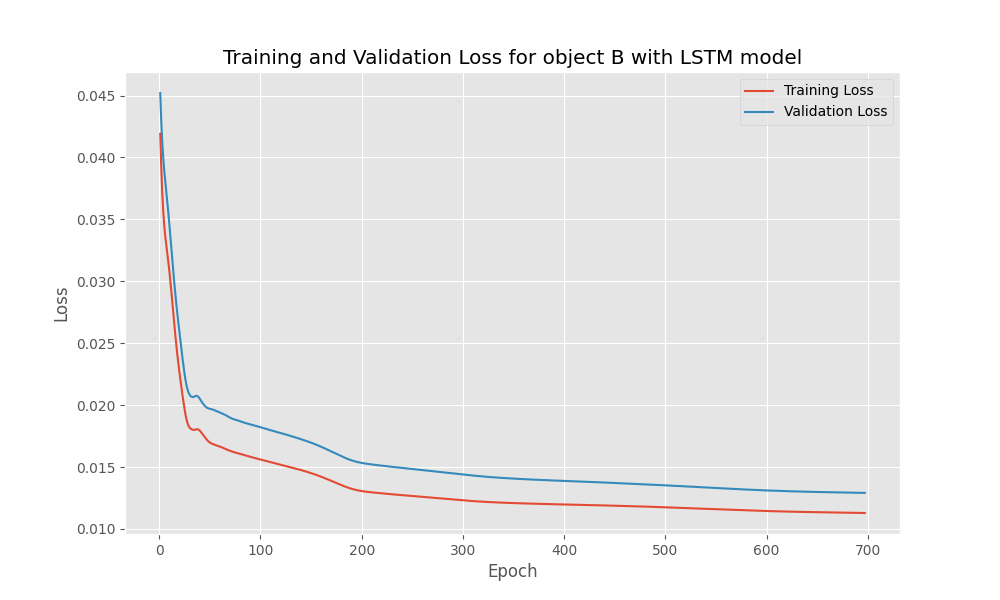 Training and Validation Loss for object B with LSTM model
Training Loss
Validation Loss
0.045
0.040
0.035
0.030
0.025
0.020
0.015
0.010
Loss
0 100 200 300 400 500 600 700
Epoch